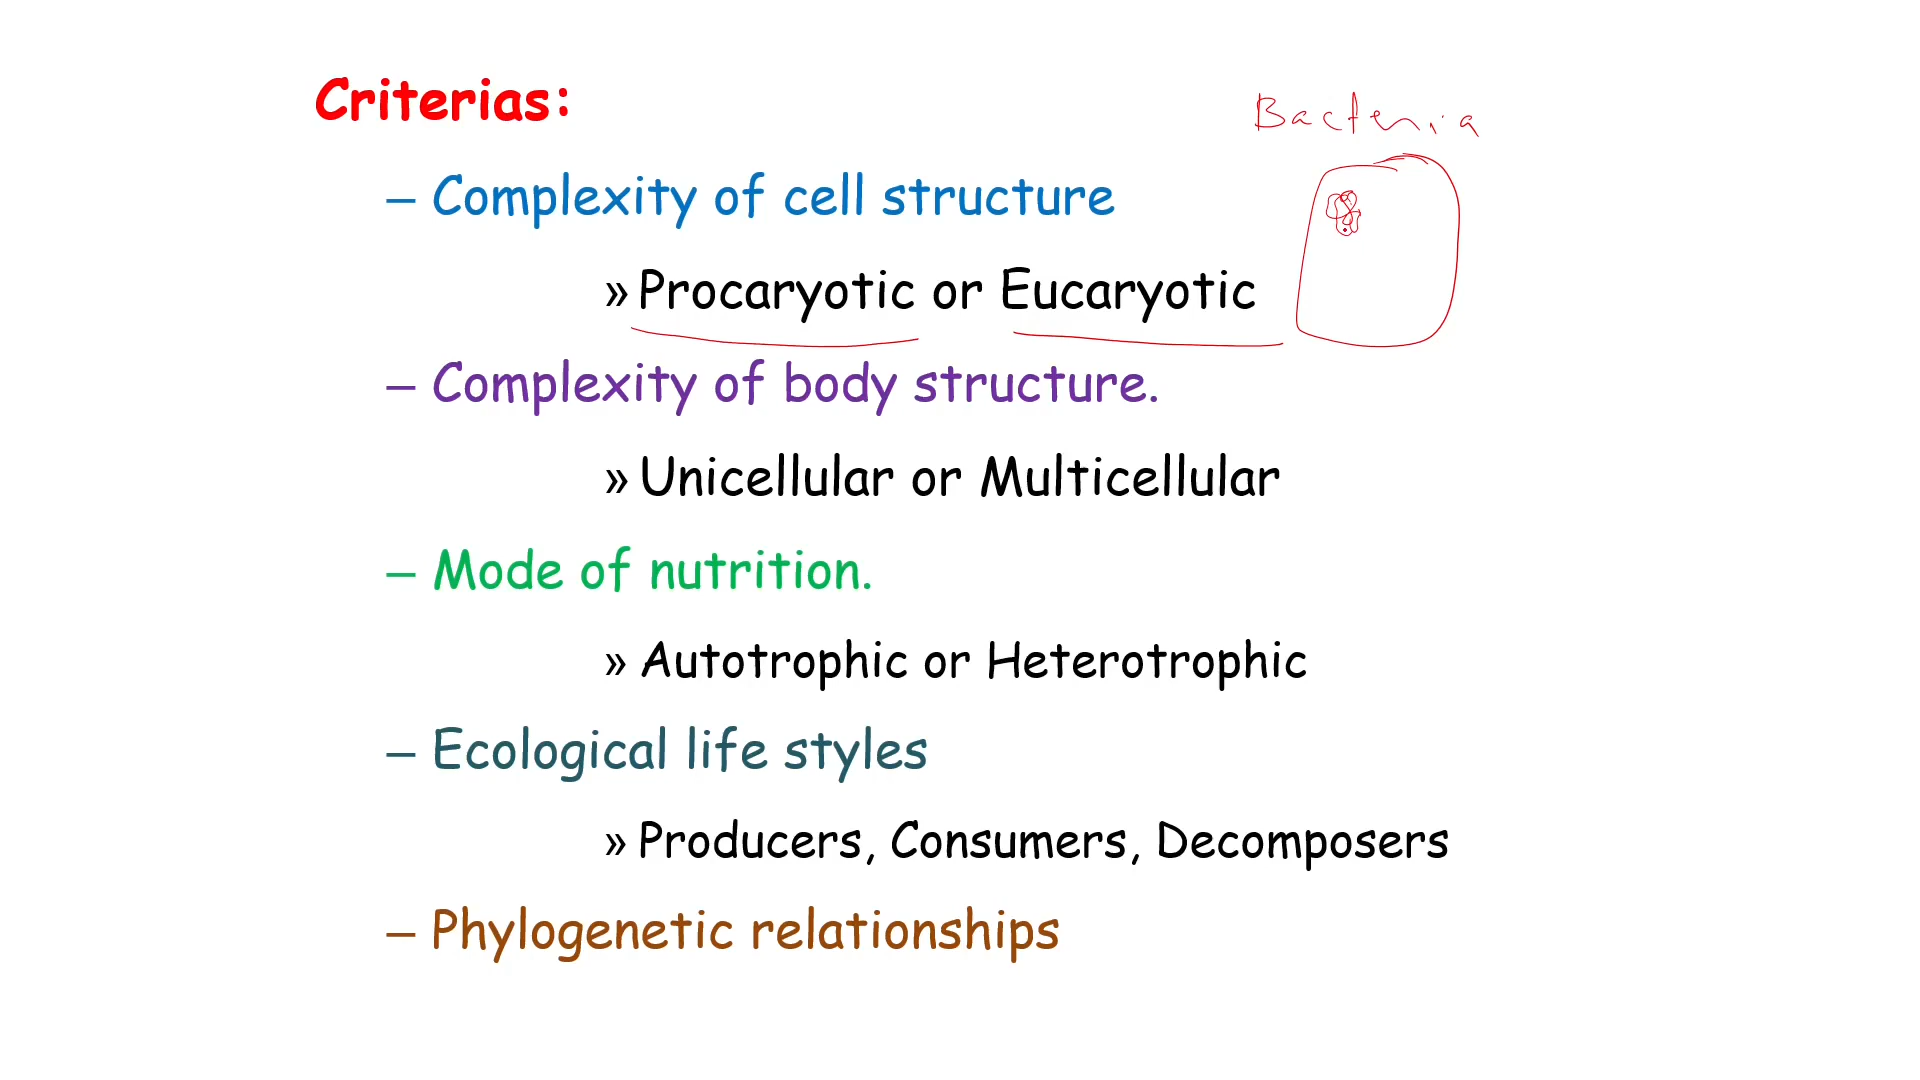 Criterias:
Bacteria
– Complexity of cell structure
» Procaryotic or Eucaryotic
– Complexity of body structure.
» Unicellular or Multicellular
– Mode of nutrition.
» Autotrophic or Heterotrophic
– Ecological life styles
» Producers, Consumers, Decomposers
– Phylogenetic relationships